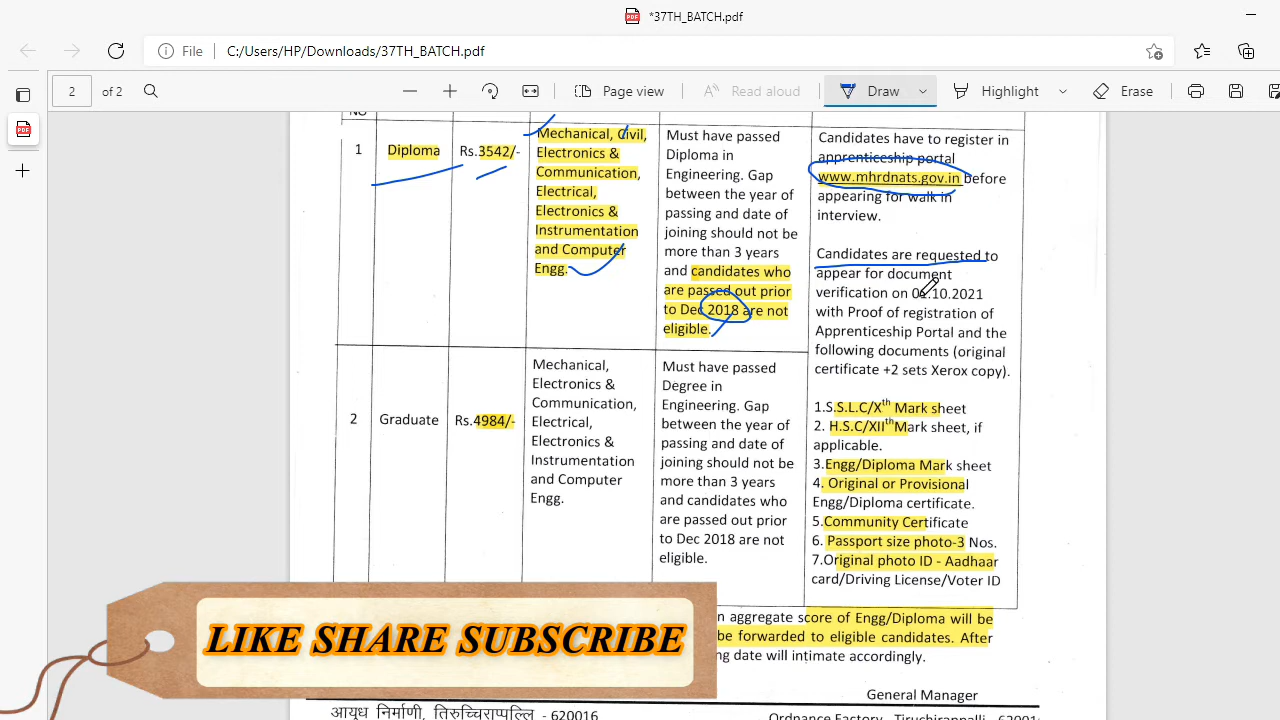 *37TH_BATCH.pdf
File C:/Users/HP/Downloads/37TH_BATCH.pdf
2 of 2 Page view Read aloud Draw Highlight Erase
1 Diploma Rs.3542/-
Mechanical, Civil,
Electronics &
Communication,
Electrical,
Electronics &
Instrumentation
and Computer
Engg.
Must have passed
Diploma in
Engineering. Gap
between the year of
passing and date of
joining should not be
more than 3 years
and candidates who
are passed out prior
to Dec 2018 are not
eligible.
Candidates have to register in
apprenticeship portal
www.mhrdnats.gov.in before
appearing for walk in
interview.
Candidates are requested to
appear for document
verification on .10.2021
with Proof of registration of
Apprenticeship Portal and the
following documents (original
certificate +2 sets Xerox copy).
1.S.S.L.C/Xth Mark sheet
2. H.S.C/XIIthMark sheet, if
applicable.
3.Engg/Diploma Mark sheet
4. Original or Provisional
Engg/Diploma certificate.
5.Community Certificate
6. Passport size photo-3 Nos.
7.Original photo ID - Aadhaar
card/Driving License/Voter ID
2 Graduate Rs.4984/-
Mechanical,
Electronics &
Communication,
Electrical,
Electronics &
Instrumentation
and Computer
Engg.
Must have passed
Degree in
Engineering. Gap
between the year of
passing and date of
joining should not be
more than 3 years
and candidates who
are passed out prior
to Dec 2018 are not
eligible.
aggregate score of Engg/Diploma will be
be forwarded to eligible candidates. After
date will intimate accordingly.
LIKE SHARE SUBSCRIBE
General Manager
आयुध निर्माणी, तिरुच्चिराप्पल्लि - 620016
Ordnance Factory Tiruchirappalli